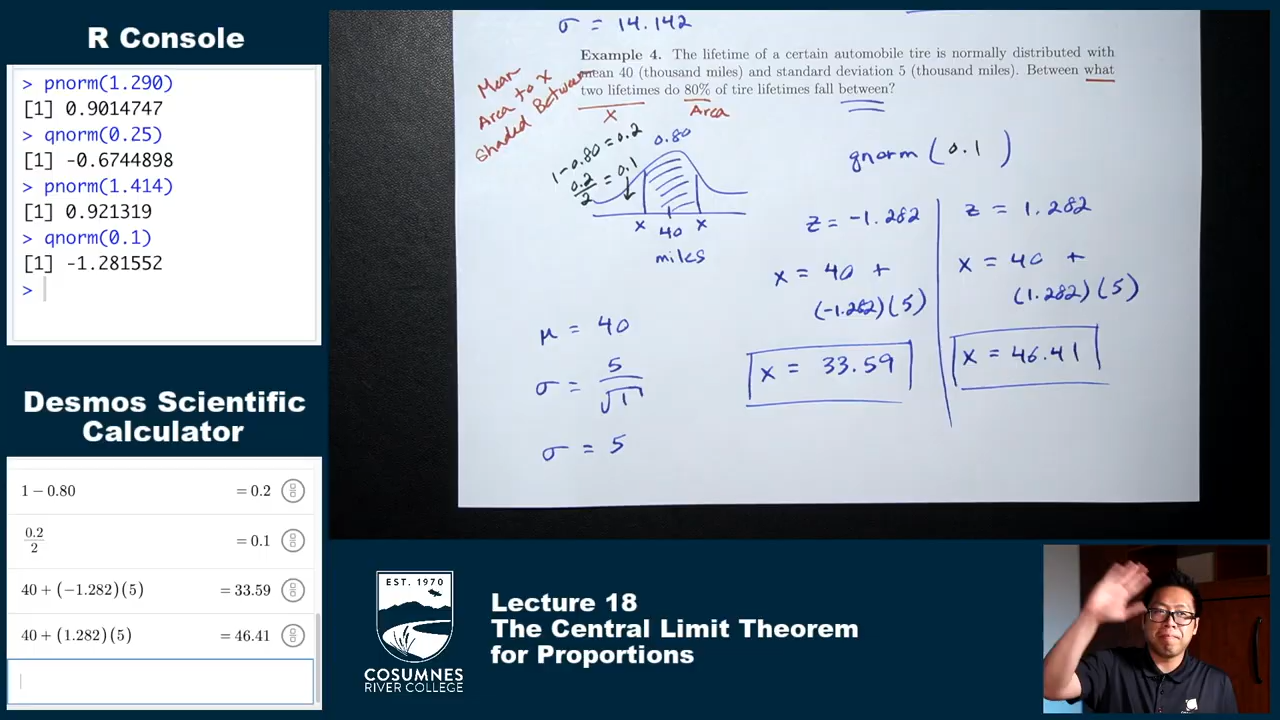 R Console
> pnorm(1.290)
[1] 0.9014747
> qnorm(0.25)
[1] -0.6744898
> pnorm(1.414)
[1] 0.921319
> qnorm(0.1)
[1] -1.281552
>
Desmos Scientific
Calculator
1 − 0.80 = 0.2
0.2/2 = 0.1
40 + (−1.282)(5) = 33.59
40 + (1.282)(5) = 46.41
σ = 14.142
Example 4. The lifetime of a certain automobile tire is normally distributed with
mean 40 (thousand miles) and standard deviation 5 (thousand miles). Between what
two lifetimes do 80% of tire lifetimes fall between?
Mean
Area to x
Shaded Between
x
Area
1 − 0.80 = 0.2
0.2/2 = 0.1
0.80
x 40 x
miles
qnorm (0.1)
μ = 40
σ = 5/√1
σ = 5
z = -1.282
x = 40 +
(-1.282)(5)
x = 33.59
z = 1.282
x = 40 +
(1.282)(5)
x = 46.41
EST. 1970
COSUMNES
RIVER COLLEGE
Lecture 18
The Central Limit Theorem
for Proportions